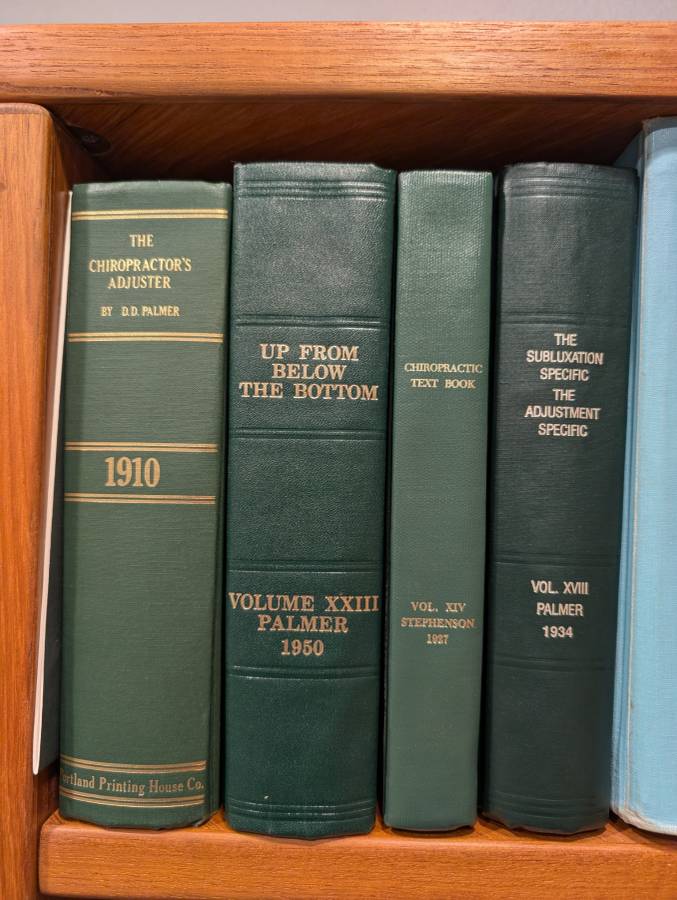 THE
CHIROPRACTOR'S
ADJUSTER
BY D.D. PALMER
1910
Portland Printing House Co.
UP FROM
BELOW
THE BOTTOM
VOLUME XXIII
PALMER
1950
CHIROPRACTIC
TEXT BOOK
VOL. XIV
STEPHENSON
1927
THE
SUBLUXATION
SPECIFIC
THE
ADJUSTMENT
SPECIFIC
VOL. XVIII
PALMER
1934